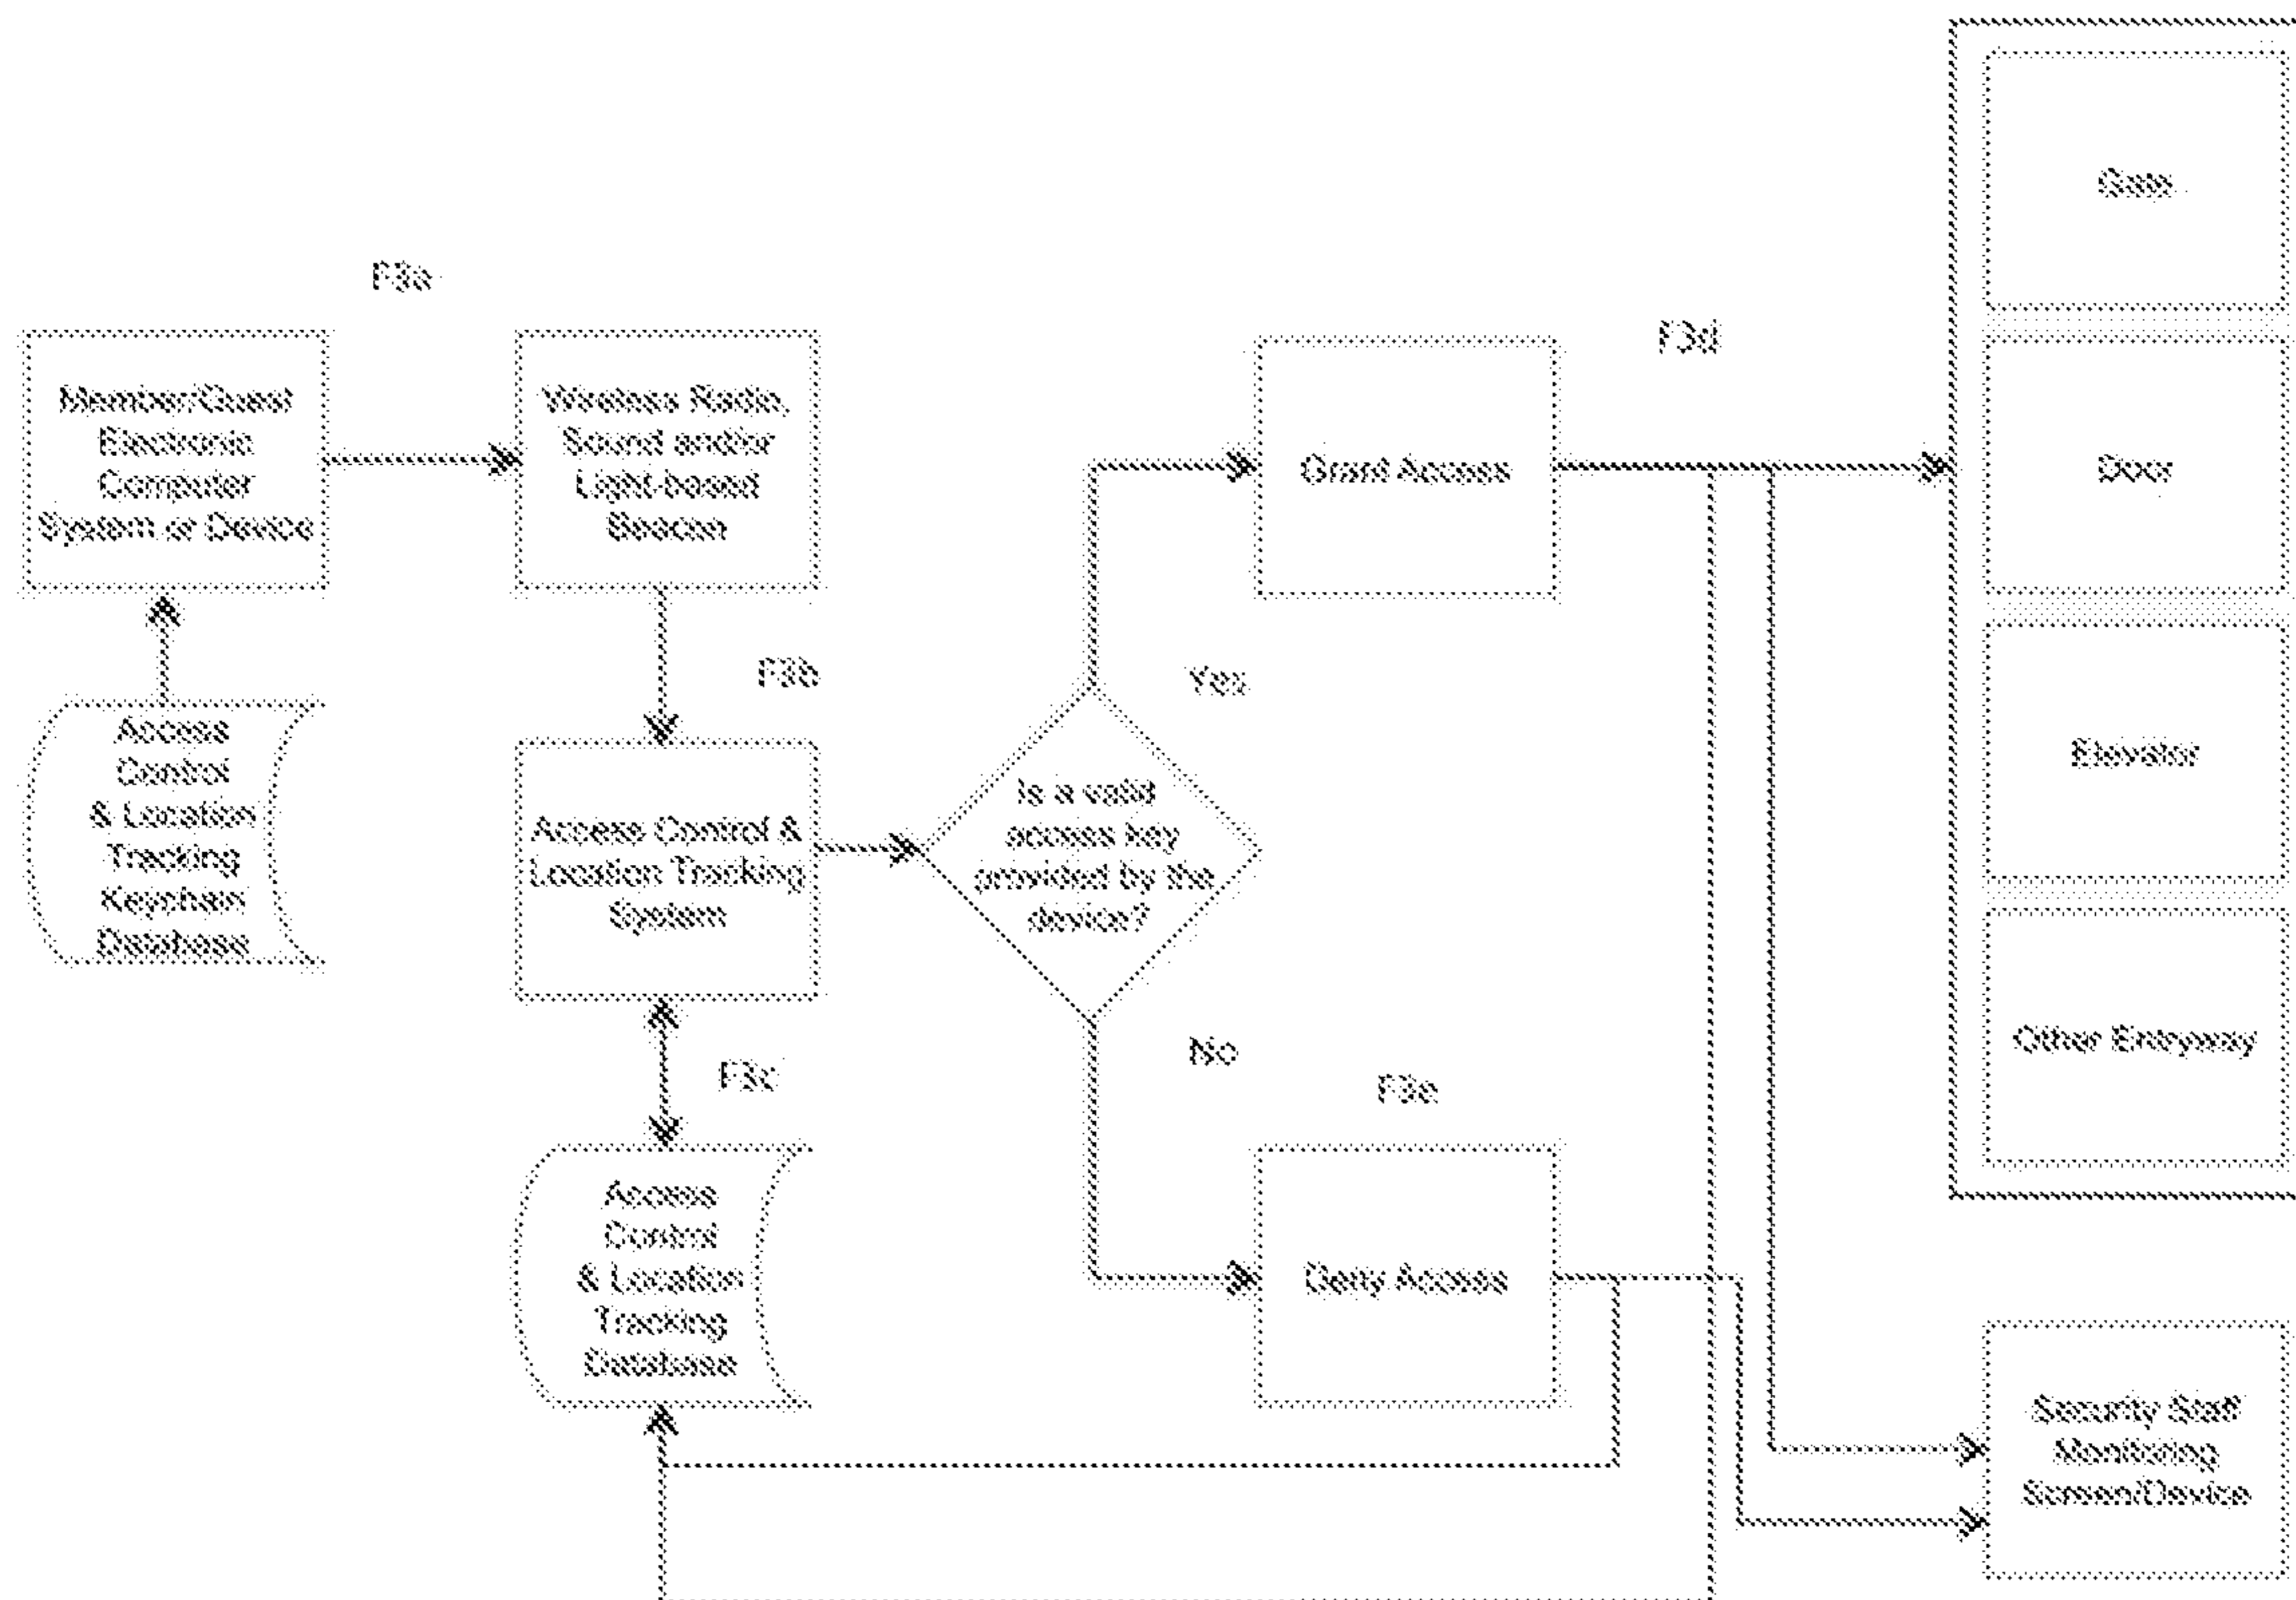 F3a
Member/Guest
Electronic
Computer
System or Device
Wireless Radio,
Sound and/or
Light-based
Beacon
Access
Control
& Location
Tracking
Keychain
Database
F3b
Access Control &
Location Tracking
System
F3c
Access
Control
& Location
Tracking
Database
Is a valid
access key
provided by the
device?
Yes
No
Grant Access
F3d
F3e
Deny Access
Gate
Door
Elevator
Other Entryway
Security Staff
Monitoring
Screen/Device